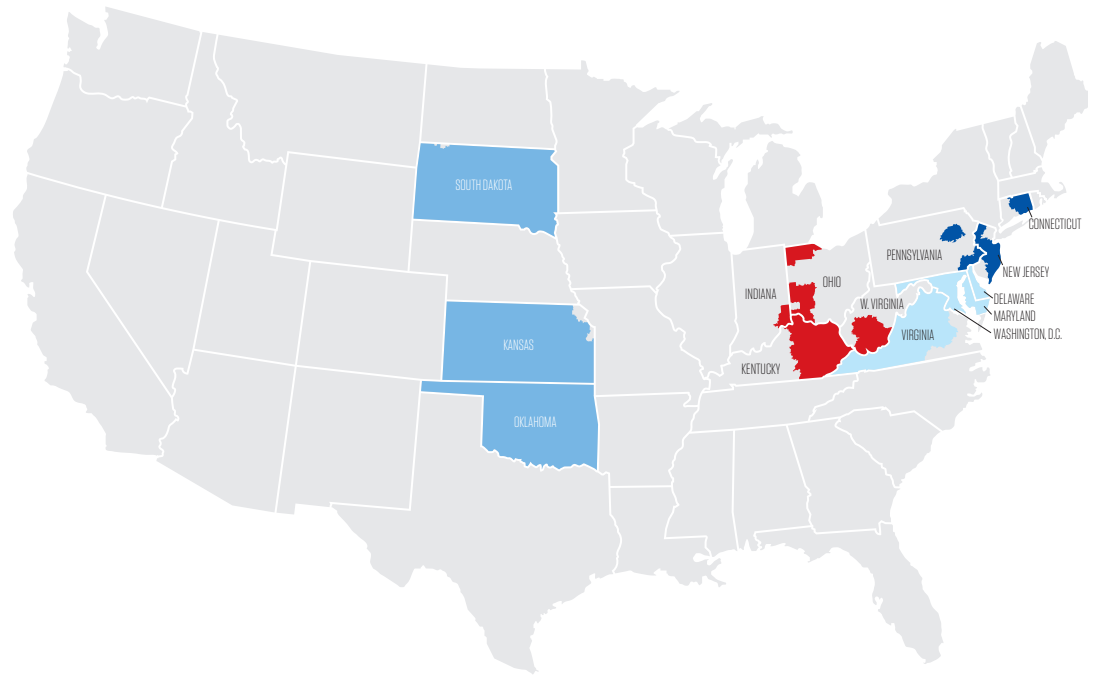 SOUTH DAKOTA
CONNECTICUT
PENNSYLVANIA
NEW JERSEY
OHIO
INDIANA
DELAWARE
W. VIRGINIA
MARYLAND
WASHINGTON, D.C.
VIRGINIA
KANSAS
KENTUCKY
OKLAHOMA